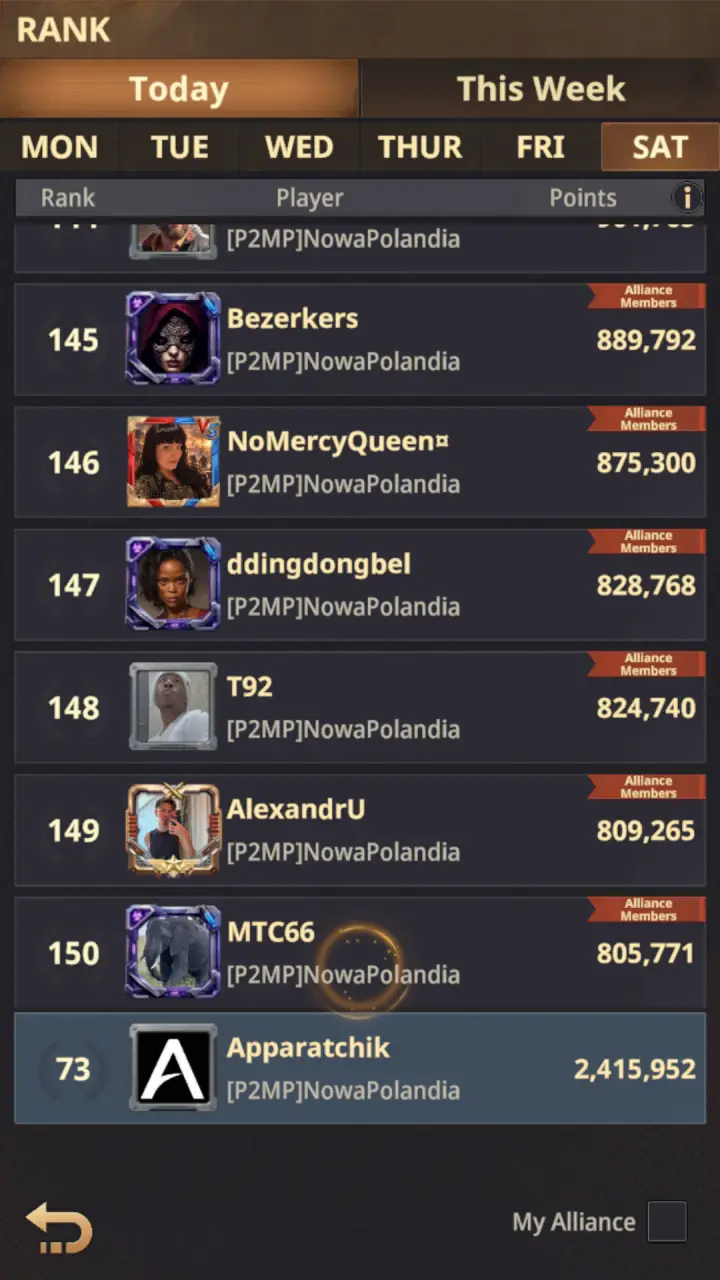 RANK
Today
This Week
MON TUE WED THUR FRI SAT
Rank Player Points i
[P2MP]NowaPolandia
Alliance Members
145 Bezerkers 889,792
[P2MP]NowaPolandia
Alliance Members
146 NoMercyQueen¤ 875,300
[P2MP]NowaPolandia
Alliance Members
147 ddingdongbel 828,768
[P2MP]NowaPolandia
Alliance Members
148 T92 824,740
[P2MP]NowaPolandia
Alliance Members
149 AlexandrU 809,265
[P2MP]NowaPolandia
Alliance Members
150 MTC66 805,771
[P2MP]NowaPolandia
73 Apparatchik 2,415,952
[P2MP]NowaPolandia
My Alliance